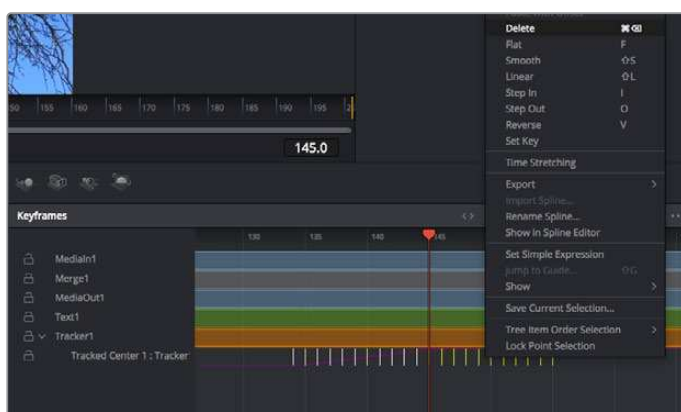 Delete ⌘⌫
Flat F
Smooth ⇧S
Linear ⇧L
Step In I
Step Out O
Reverse V
Set Key
155 160 165 170 175 180 185 190 195
145.0
Time Stretching
Export
Import Spline...
Rename Spline...
Show in Spline Editor
Set Simple Expression
Jump to Guide... ⇧G
Show
Save Current Selection...
Tree Item Order Selection
Lock Point Selection
Keyframes
130 135 140 145
MediaIn1
Merge1
MediaOut1
Text1
Tracker1
Tracked Center 1 : Tracker